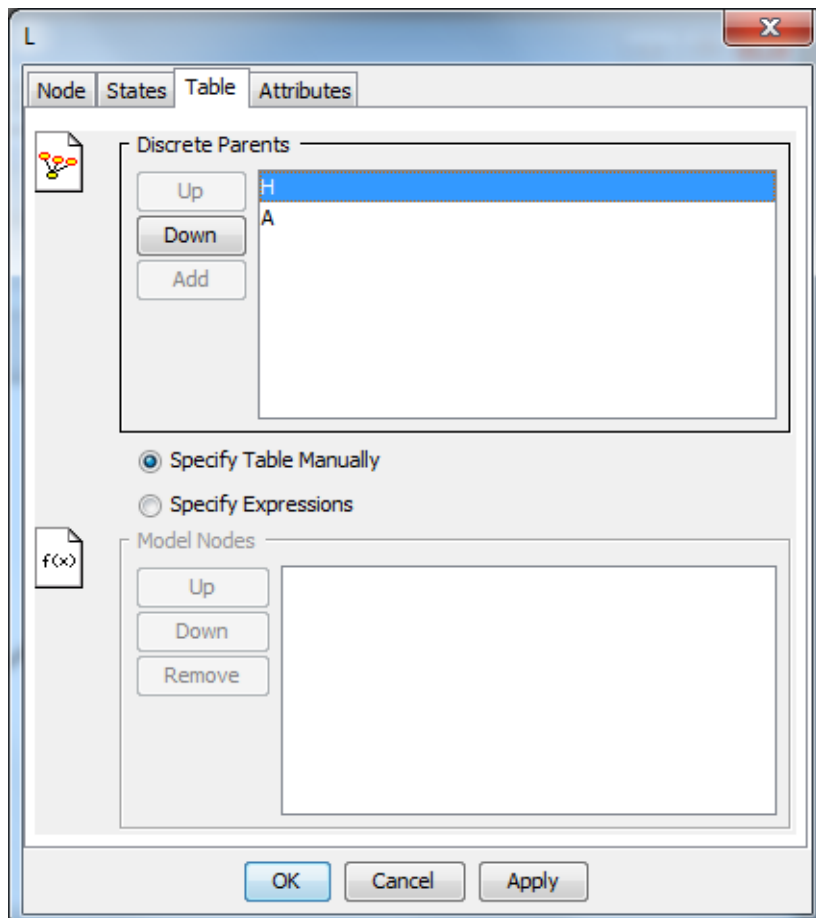 L
x
Node States Table Attributes
Discrete Parents
Up
H
Down
A
Add
Specify Table Manually
Specify Expressions
f(x)
Model Nodes
Up
Down
Remove
OK Cancel Apply